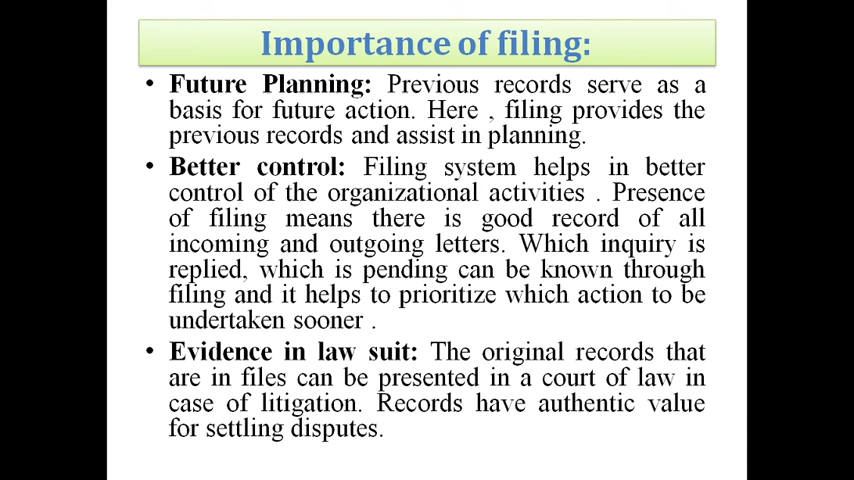 Importance of filing:
• Future Planning: Previous records serve as a
basis for future action. Here , filing provides the
previous records and assist in planning.
• Better control: Filing system helps in better
control of the organizational activities . Presence
of filing means there is good record of all
incoming and outgoing letters. Which inquiry is
replied, which is pending can be known through
filing and it helps to prioritize which action to be
undertaken sooner .
• Evidence in law suit: The original records that
are in files can be presented in a court of law in
case of litigation. Records have authentic value
for settling disputes.